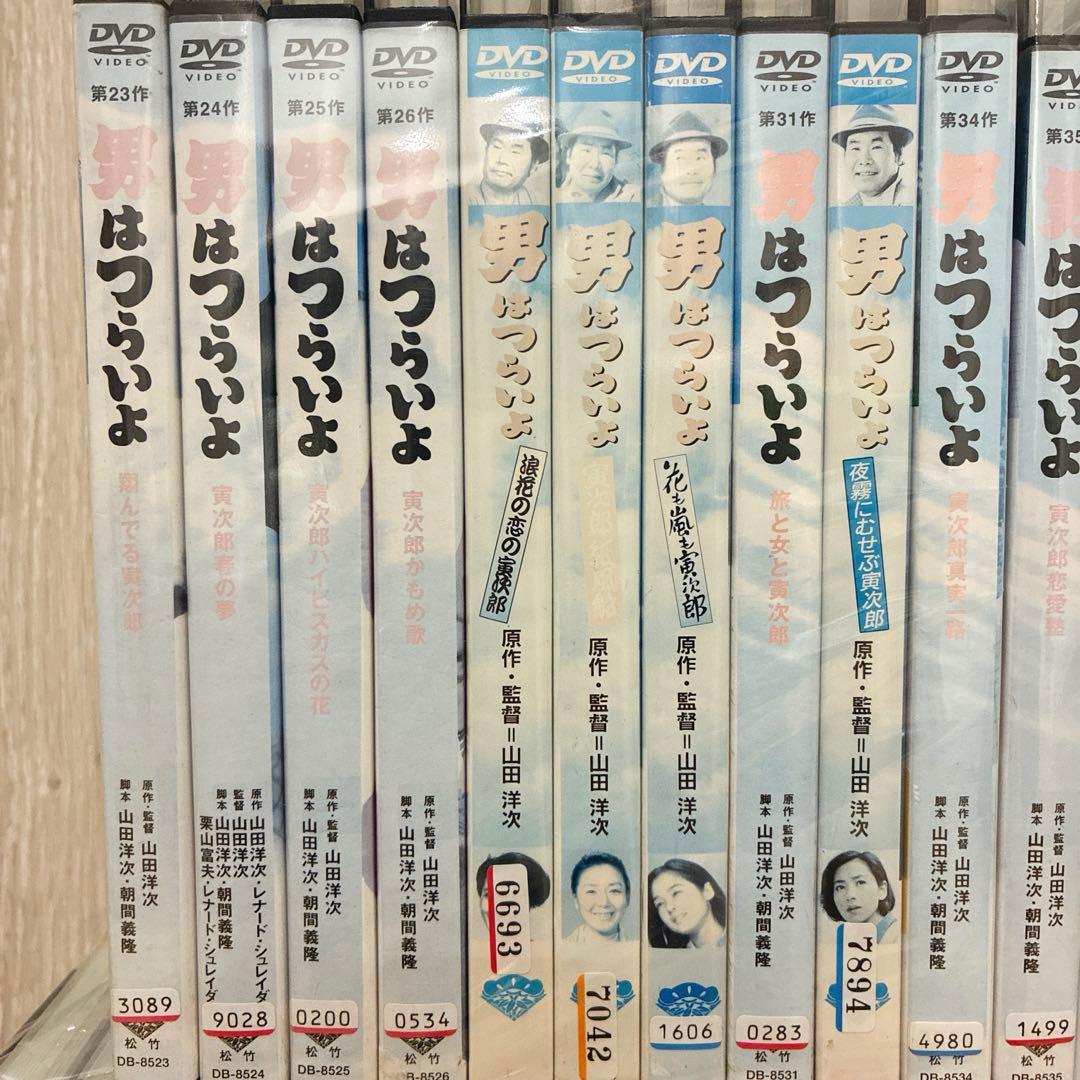 DVD
VIDEO
第23作
男はつらいよ
翔んでる寅次郎
原作・監督 山田洋次
脚本 山田洋次・朝間義隆
3089
松竹
DB-8523
DVD
VIDEO
第24作
男はつらいよ
寅次郎春の夢
原作 山田洋次
監督 山田洋次
脚本 山田洋次・レナード・シュレイダー
栗山富夫・朝間義隆
9028
松竹
DB-8524
DVD
VIDEO
第25作
男はつらいよ
寅次郎ハイビスカスの花
原作・監督 山田洋次
脚本 山田洋次・朝間義隆
0200
松竹
DB-8525
DVD
VIDEO
第26作
男はつらいよ
寅次郎かもめ歌
原作・監督 山田洋次
脚本 山田洋次・朝間義隆
0534
松竹
DB-8526
DVD
VIDEO
男はつらいよ
浪花の恋の寅次郎
原作・監督=山田洋次
6693
DVD
VIDEO
男はつらいよ
原作・監督=山田洋次
7042
DVD
VIDEO
男はつらいよ
花も嵐も寅次郎
原作・監督=山田洋次
1606
DVD
VIDEO
第31作
男はつらいよ
旅と女と寅次郎
原作・監督 山田洋次
脚本 山田洋次・朝間義隆
0283
松竹
DB-8531
DVD
VIDEO
男はつらいよ
夜霧にむせぶ寅次郎
原作・監督=山田洋次
7894
DVD
VIDEO
第34作
男はつらいよ
寅次郎真実一路
原作・監督 山田洋次
脚本 山田洋次・朝間義隆
4980
松竹
DB-8534
第35
男はつらいよ
寅次郎恋愛塾
原作・監督 山田洋次
脚本 山田洋次・朝間義隆
1499
松竹
DB-8535